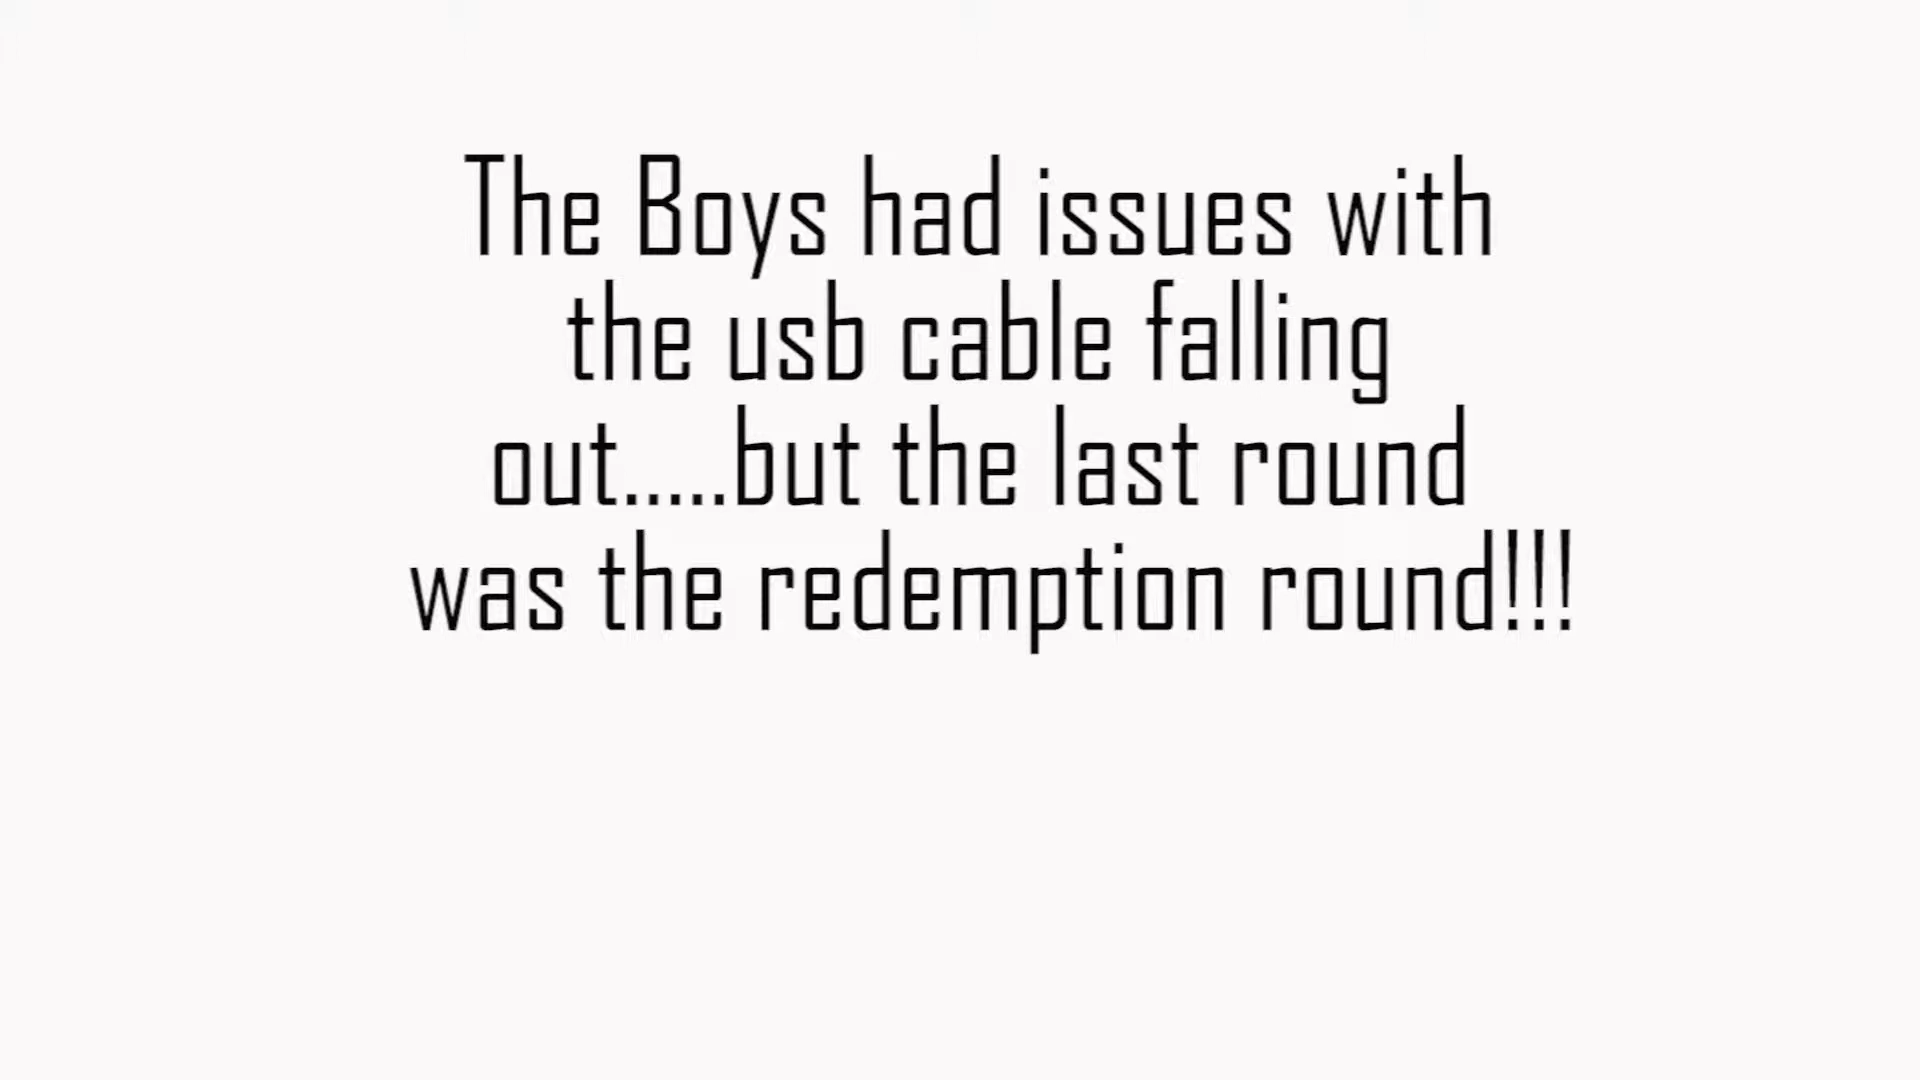 The Boys had issues with
the usb cable falling
out.....but the last round
was the redemption round!!!